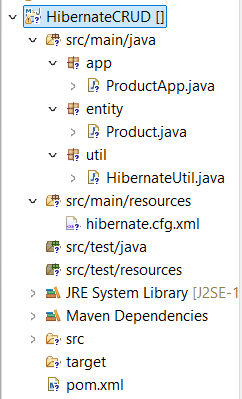 HibernateCRUD []
src/main/java
app
ProductApp.java
entity
Product.java
util
HibernateUtil.java
src/main/resources
hibernate.cfg.xml
src/test/java
src/test/resources
JRE System Library [J2SE-1
Maven Dependencies
src
target
pom.xml